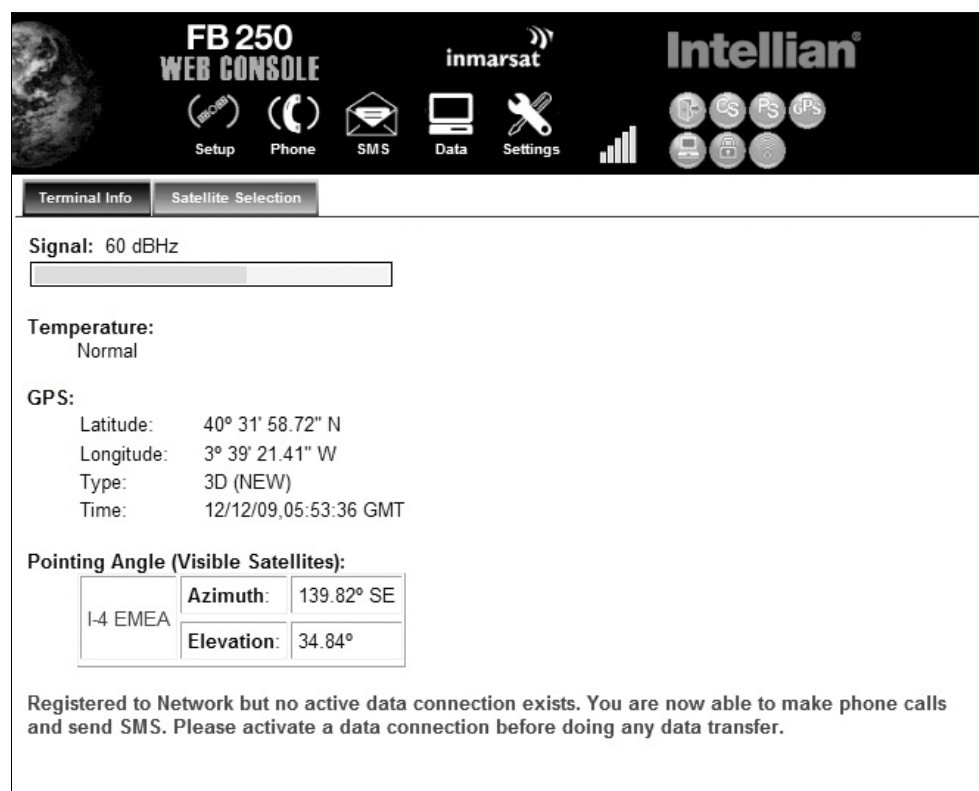 FB 250
WEB CONSOLE
inmarsat
Intellian®
Setup Phone SMS Data Settings
CS PS GPS
Terminal Info Satellite Selection
Signal: 60 dBHz
Temperature:
Normal
GPS:
Latitude: 40º 31' 58.72" N
Longitude: 3º 39' 21.41" W
Type: 3D (NEW)
Time: 12/12/09,05:53:36 GMT
Pointing Angle (Visible Satellites):
I-4 EMEA
Azimuth: 139.82º SE
Elevation: 34.84º
Registered to Network but no active data connection exists. You are now able to make phone calls
and send SMS. Please activate a data connection before doing any data transfer.